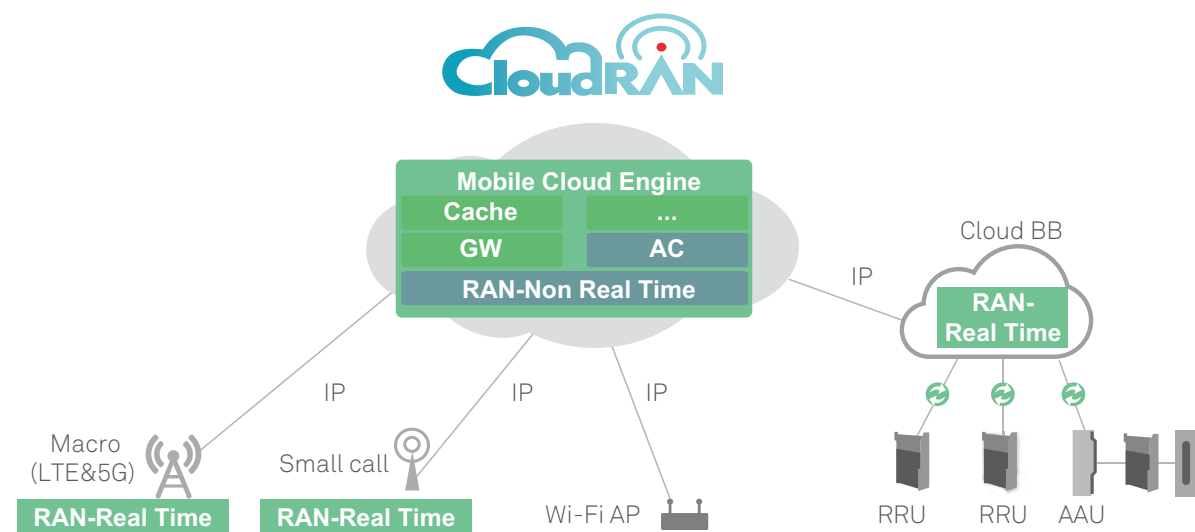 CloudRAN
Mobile Cloud Engine
Cache
...
GW
AC
RAN-Non Real Time
Cloud BB
IP
RAN-
Real Time
IP
IP
IP
Macro
(LTE&5G)
Small call
RAN-Real Time
RAN-Real Time
Wi-Fi AP
RRU
RRU
AAU